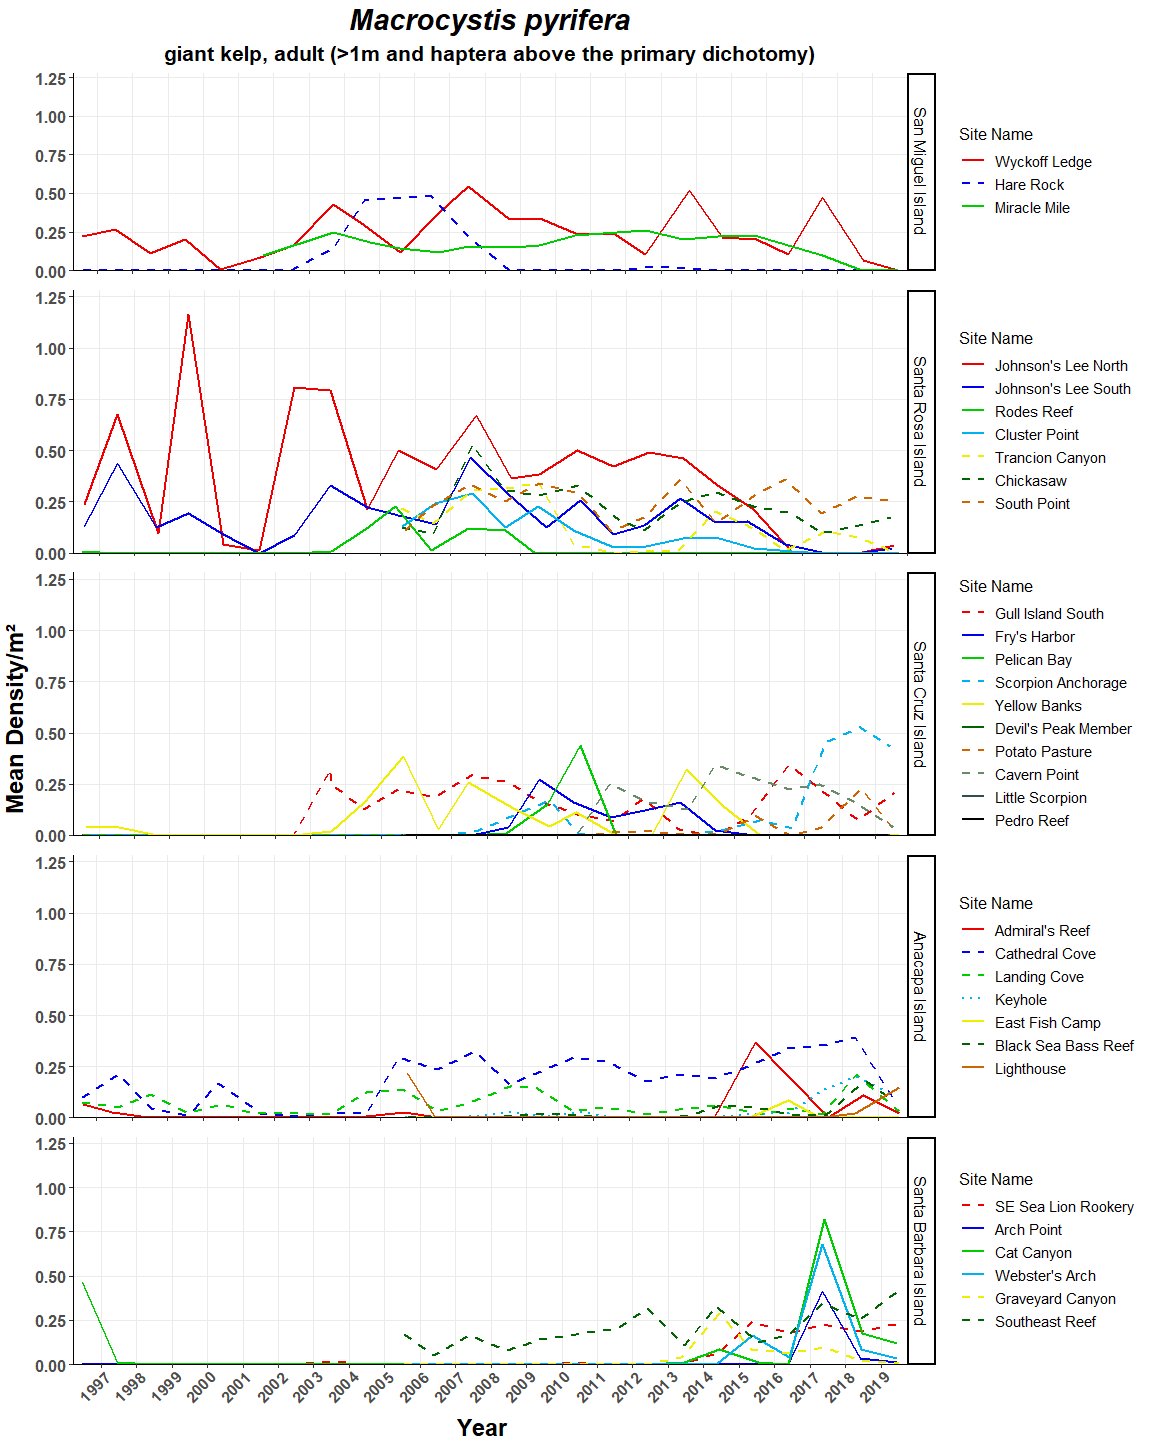 Macrocystis pyrifera
giant kelp, adult (>1m and haptera above the primary dichotomy)
Mean Density/m²
1.25
1.00
0.75
0.50
0.25
0.00
San Miguel Island
Site Name
Wyckoff Ledge
Hare Rock
Miracle Mile
1.25
1.00
0.75
0.50
0.25
0.00
Santa Rosa Island
Site Name
Johnson's Lee North
Johnson's Lee South
Rodes Reef
Cluster Point
Trancion Canyon
Chickasaw
South Point
1.25
1.00
0.75
0.50
0.25
0.00
Santa Cruz Island
Site Name
Gull Island South
Fry's Harbor
Pelican Bay
Scorpion Anchorage
Yellow Banks
Devil's Peak Member
Potato Pasture
Cavern Point
Little Scorpion
Pedro Reef
1.25
1.00
0.75
0.50
0.25
0.00
Anacapa Island
Site Name
Admiral's Reef
Cathedral Cove
Landing Cove
Keyhole
East Fish Camp
Black Sea Bass Reef
Lighthouse
1.25
1.00
0.75
0.50
0.25
0.00
Santa Barbara Island
Site Name
SE Sea Lion Rookery
Arch Point
Cat Canyon
Webster's Arch
Graveyard Canyon
Southeast Reef
1997
1998
1999
2000
2001
2002
2003
2004
2005
2006
2007
2008
2009
2010
2011
2012
2013
2014
2015
2016
2017
2018
2019
Year